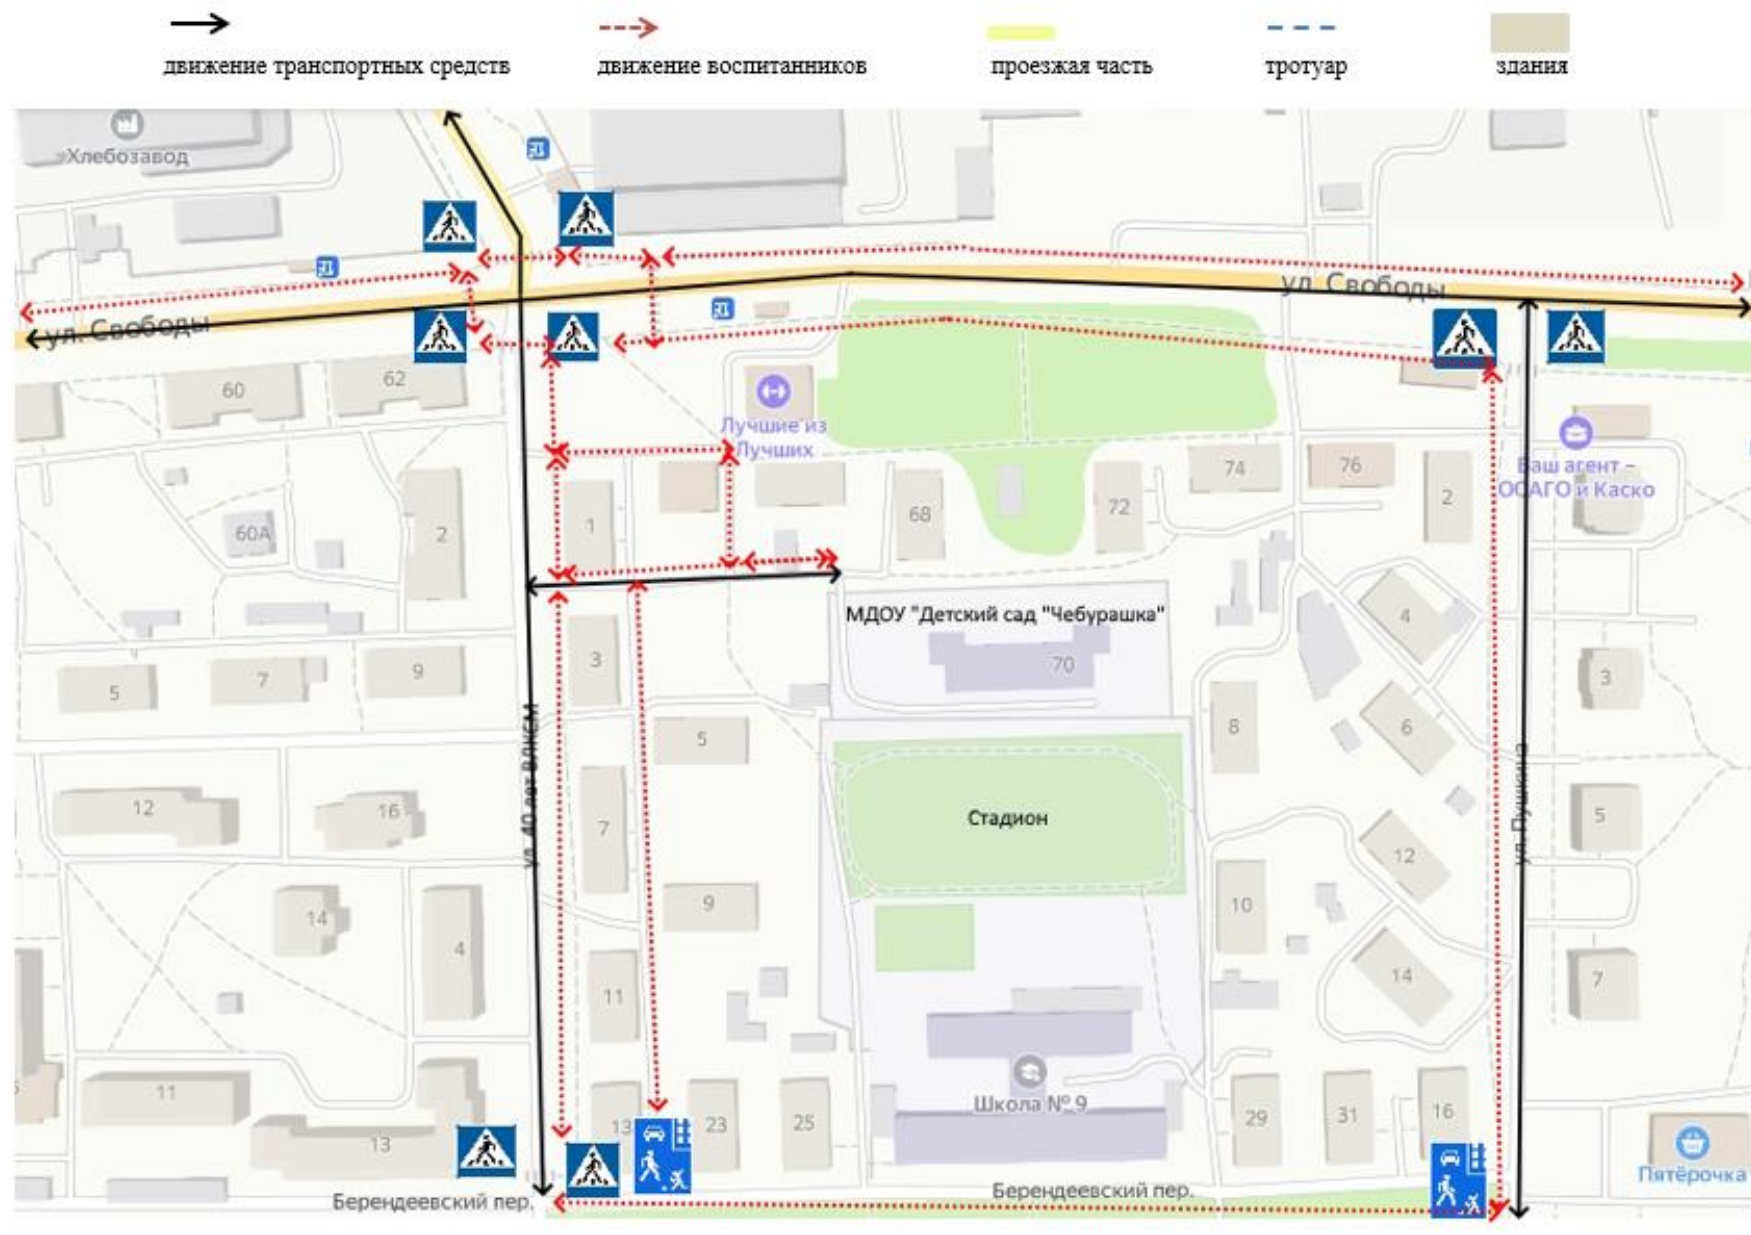 движение транспортных средств
движение воспитанников
проезжая часть
тротуар
здания
Хлебозавод
ул. Свободы
ул. Свободы
60
62
Лучшие из
Лучших
74
76
2
Ваш агент –
ОСАГО и Каско
60А
2
1
68
72
МДОУ "Детский сад "Чебурашка"
70
4
3
5
7
9
3
8
6
5
ул. 40 лет ВЛКСМ
ул. Пушкина
12
16
7
Стадион
5
12
14
9
10
4
11
14
7
11
13
13
23
25
Школа № 9
29
31
16
Пятёрочка
Берендеевский пер.
Берендеевский пер.